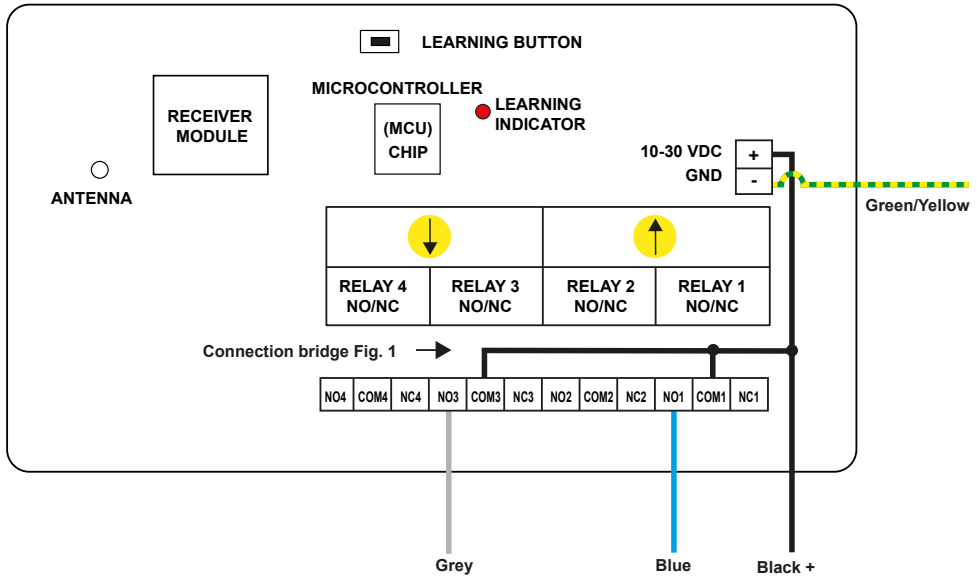 LEARNING BUTTON
MICROCONTROLLER
RECEIVER
MODULE
(MCU)
CHIP
LEARNING
INDICATOR
ANTENNA
10-30 VDC
+
GND
-
Green/Yellow
RELAY 4
NO/NC
RELAY 3
NO/NC
RELAY 2
NO/NC
RELAY 1
NO/NC
Connection bridge Fig. 1
NO4 COM4 NC4 NO3 COM3 NC3 NO2 COM2 NC2 NO1 COM1 NC1
Grey
Blue
Black +